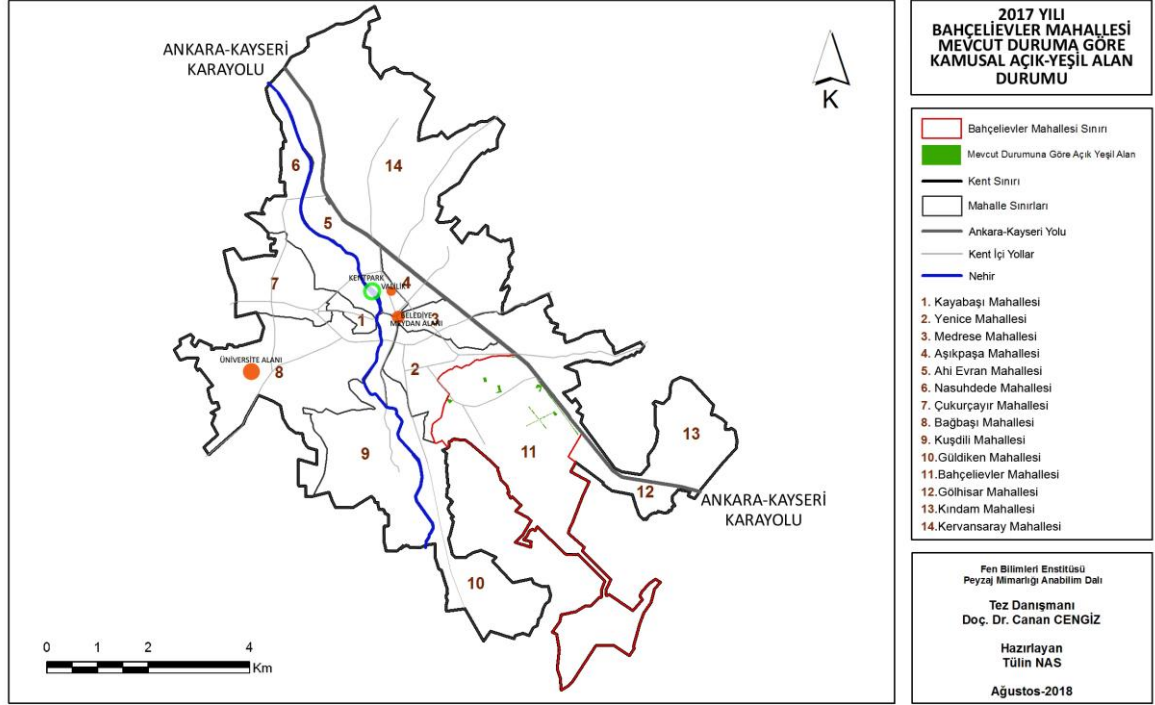 ANKARA-KAYSERİ
KARAYOLU
K
6
14
5
7
KENTPARK
VALİLİK
4
1
BELEDİYE
MEYDAN ALANI
3
ÜNİVERSİTE ALANI
8
2
9
11
13
12
ANKARA-KAYSERİ
KARAYOLU
10
0 1 2 4
Km
2017 YILI
BAHÇELİEVLER MAHALLESİ
MEVCUT DURUMA GÖRE
KAMUSAL AÇIK-YEŞİL ALAN
DURUMU
Bahçelievler Mahallesi Sınırı
Mevcut Durumuna Göre Açık Yeşil Alan
Kent Sınırı
Mahalle Sınırları
Ankara-Kayseri Yolu
Kent İçi Yollar
Nehir
1. Kayabaşı Mahallesi
2. Yenice Mahallesi
3. Medrese Mahallesi
4. Aşıkpaşa Mahallesi
5. Ahi Evran Mahallesi
6. Nasuhdede Mahallesi
7. Çukurçayır Mahallesi
8. Bağbaşı Mahallesi
9. Kuşdili Mahallesi
10.Güldiken Mahallesi
11.Bahçelievler Mahallesi
12.Gölhisar Mahallesi
13.Kındam Mahallesi
14.Kervansaray Mahallesi
Fen Bilimleri Enstitüsü
Peyzaj Mimarlığı Anabilim Dalı
Tez Danışmanı
Doç. Dr. Canan CENGİZ
Hazırlayan
Tülin NAS
Ağustos-2018